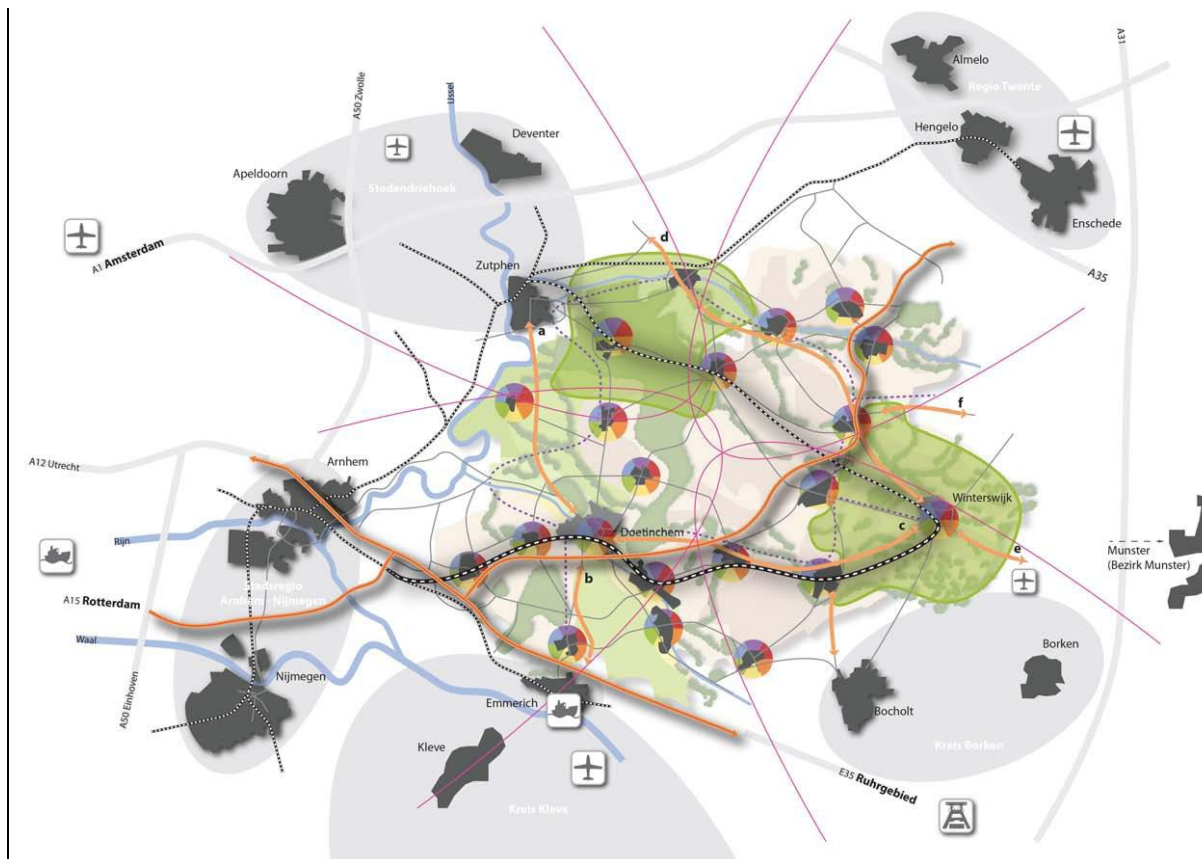 Almelo
Regio Twente
A31
A50 Zwolle
IJssel
Deventer
Hengelo
Apeldoorn
Stedendriehoek
Enschede
A1 Amsterdam
d
Zutphen
A35
a
f
A12 Utrecht
Arnhem
Winterswijk
c
Doetinchem
Rijn
e
Munster
(Bezirk Munster)
b
Stadsregio
Arnhem - Nijmegen
A15 Rotterdam
Waal
Borken
Nijmegen
Emmerich
Bocholt
A50 Einhoven
Kleve
Kreis Borken
E35 Ruhrgebied
Kreis Kleve